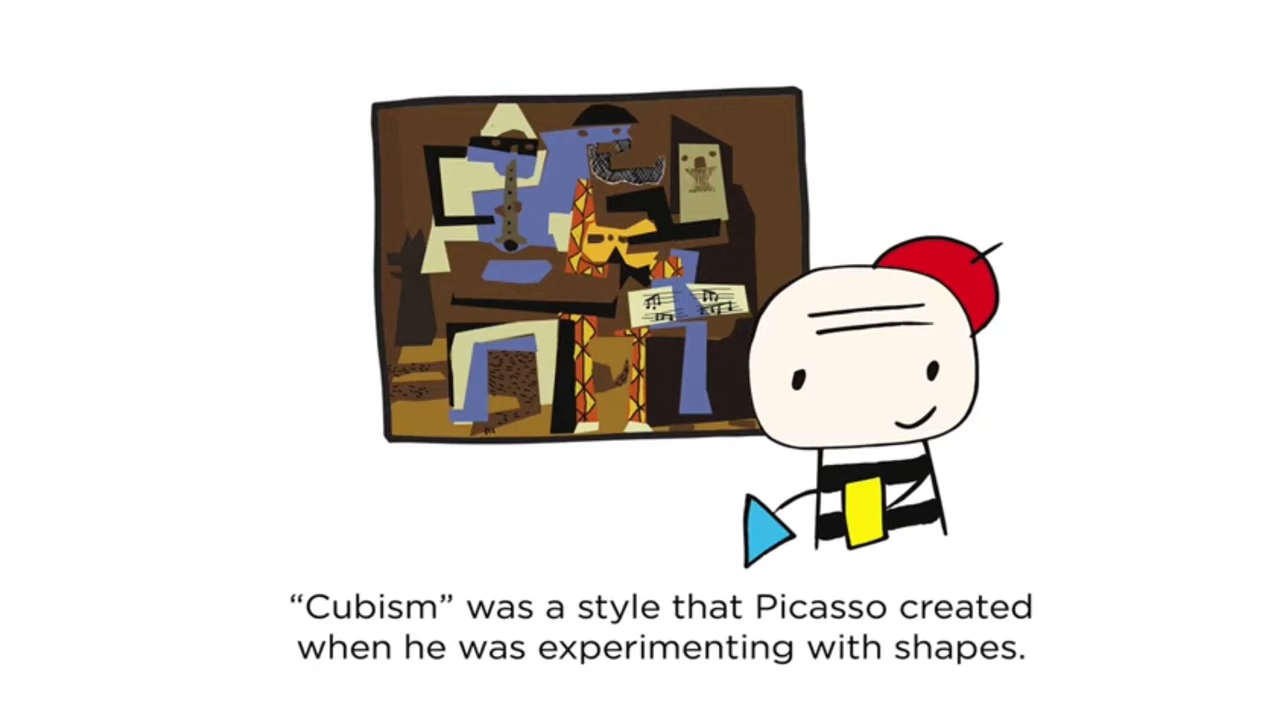 “Cubism” was a style that Picasso created
when he was experimenting with shapes.